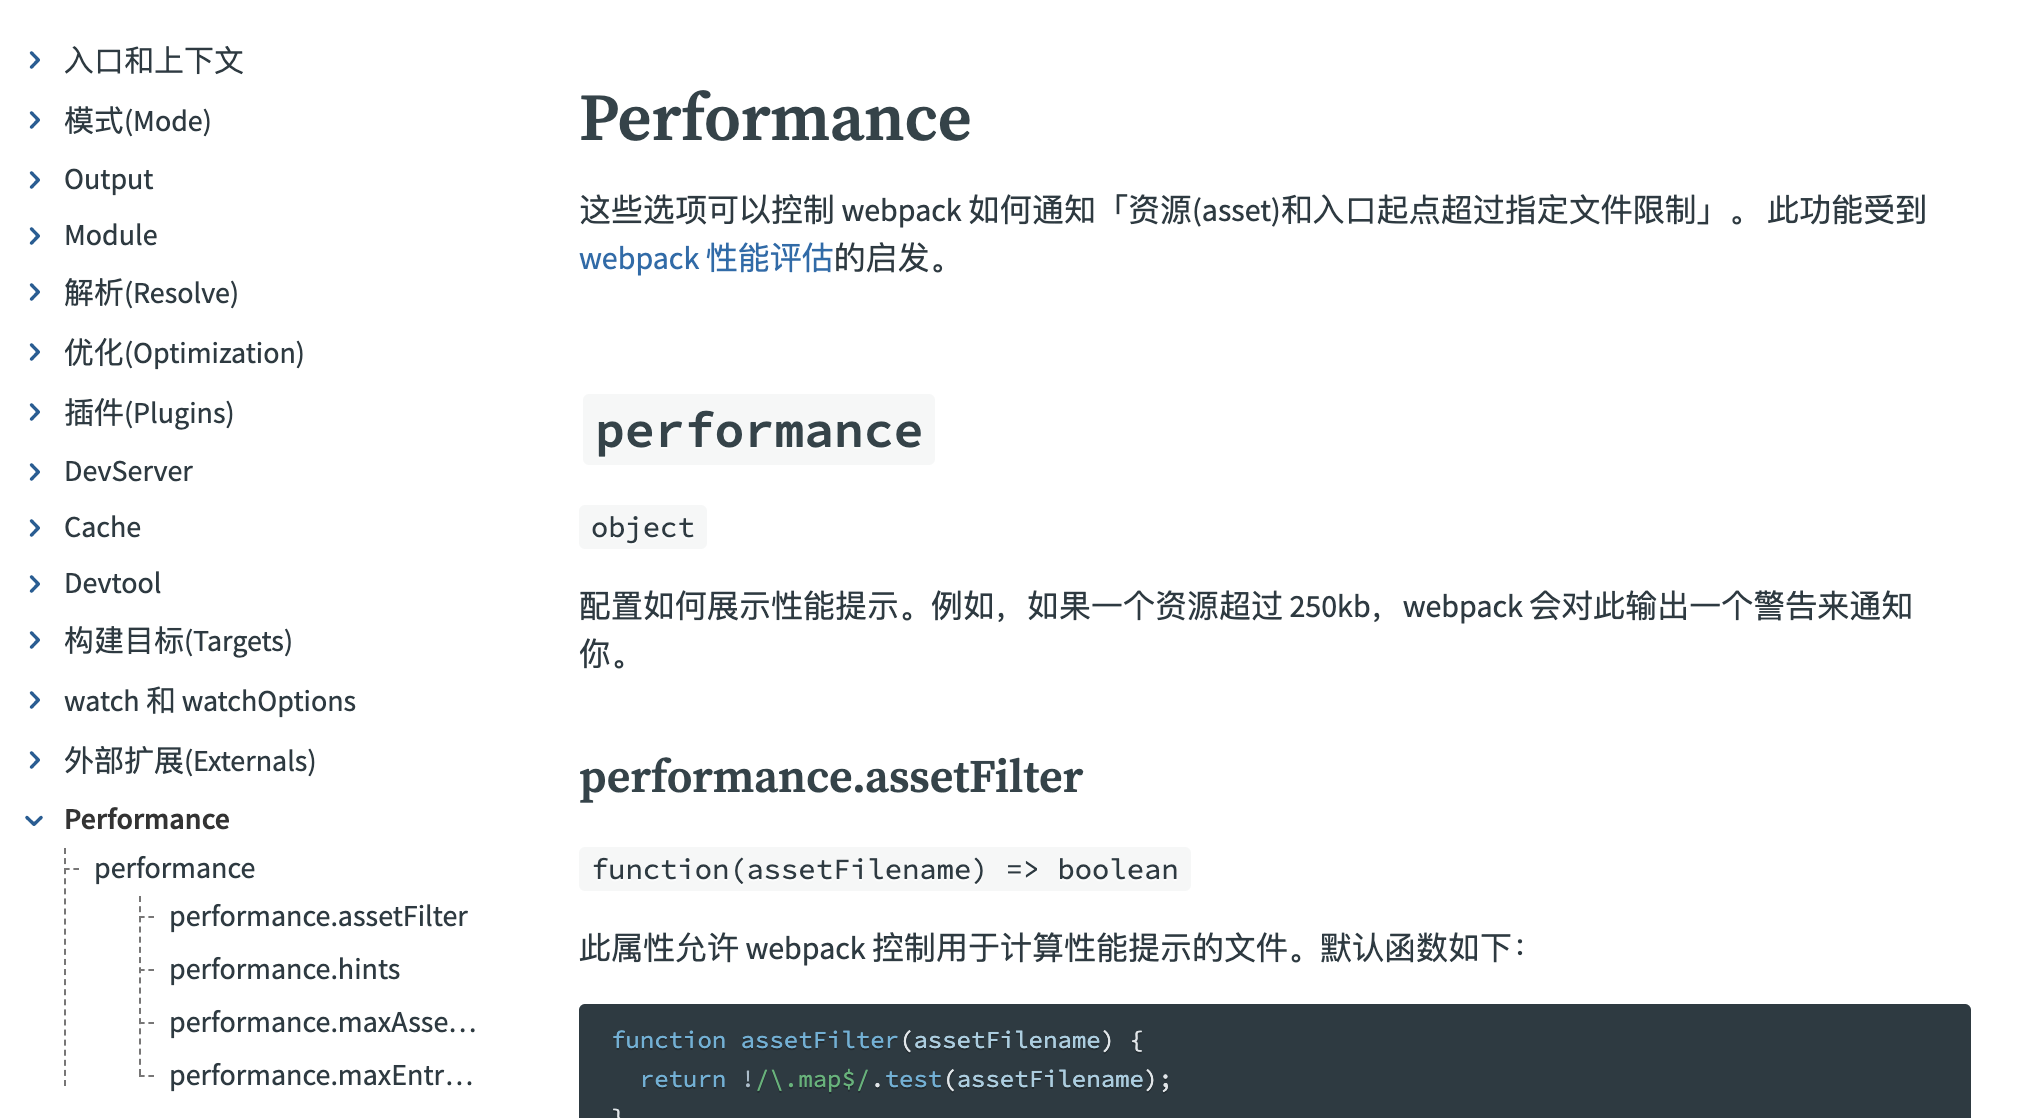 入口和上下文
模式(Mode)
Output
Module
解析(Resolve)
优化(Optimization)
插件(Plugins)
DevServer
Cache
Devtool
构建目标(Targets)
watch 和 watchOptions
外部扩展(Externals)
Performance
performance
performance.assetFilter
performance.hints
performance.maxAsse...
performance.maxEntr...
Performance
这些选项可以控制 webpack 如何通知「资源(asset)和入口起点超过指定文件限制」。 此功能受到
webpack 性能评估的启发。
performance
object
配置如何展示性能提示。例如，如果一个资源超过 250kb，webpack 会对此输出一个警告来通知
你。
performance.assetFilter
function(assetFilename) => boolean
此属性允许 webpack 控制用于计算性能提示的文件。默认函数如下：
function assetFilter(assetFilename) {
  return !/\.map$/.test(assetFilename);
}